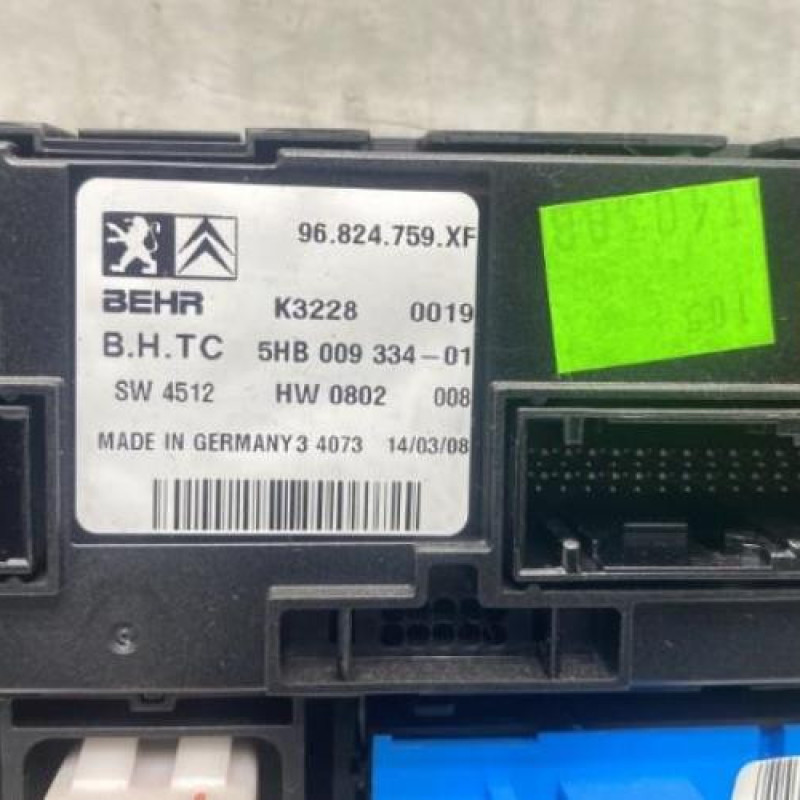 96.824.759.XF
BEHR K3228 0019
B.H.TC 5HB 009 334-01
SW 4512 HW 0802 008
MADE IN GERMANY 3 4073 14/03/08